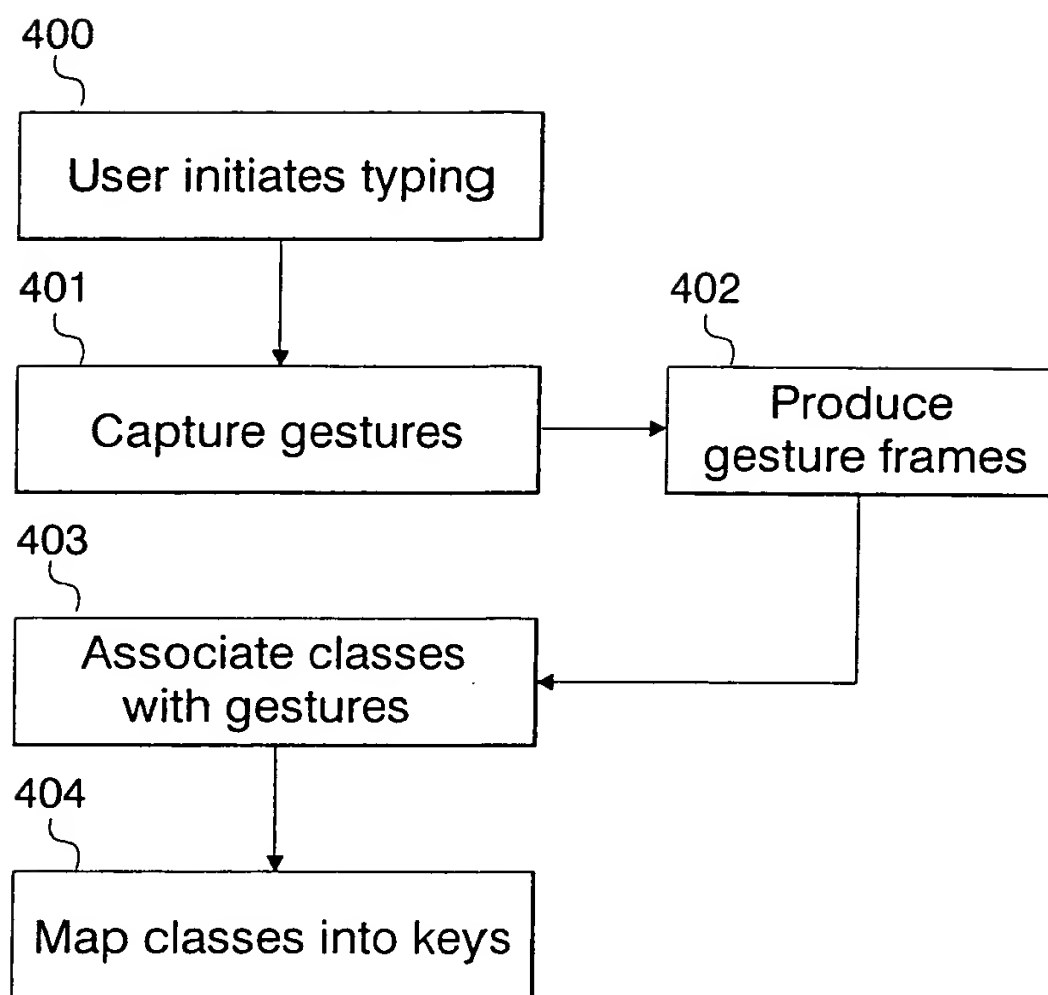 400
User initiates typing
401
Capture gestures
402
Produce
gesture frames
403
Associate classes
with gestures
404
Map classes into keys